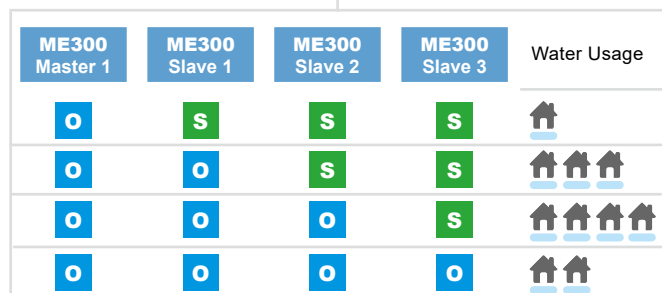 ME300 ME300 ME300 ME300
Master 1 Slave 1 Slave 2 Slave 3 Water Usage
O S S S
O O S S
O O O S
O O O O